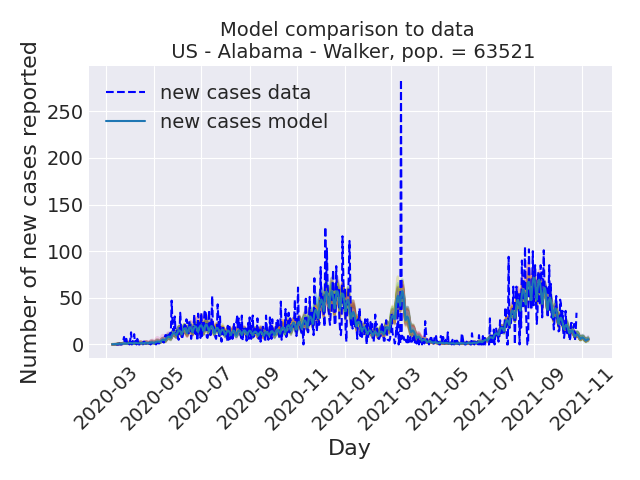 Model comparison to data
US - Alabama - Walker, pop. = 63521
Number of new cases reported
250
200
150
100
50
0
new cases data
new cases model
2020-03
2020-05
2020-07
2020-09
2020-11
2021-01
2021-03
2021-05
2021-07
2021-09
2021-11
Day